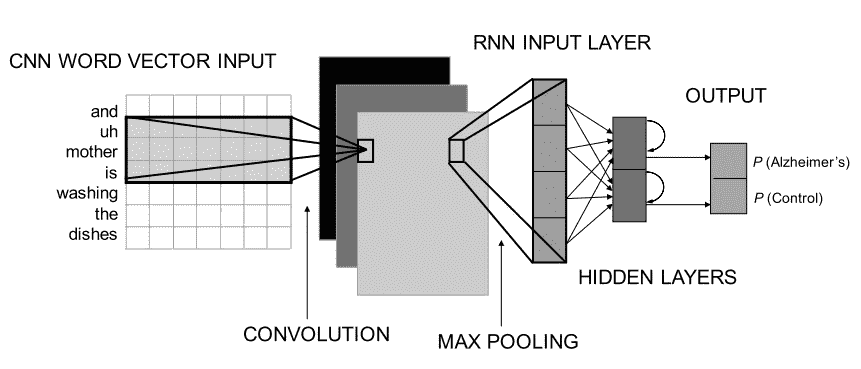 RNN INPUT LAYER
CNN WORD VECTOR INPUT
OUTPUT
and
uh
mother
is
washing
the
dishes
P (Alzheimer's)
P (Control)
HIDDEN LAYERS
CONVOLUTION
MAX POOLING